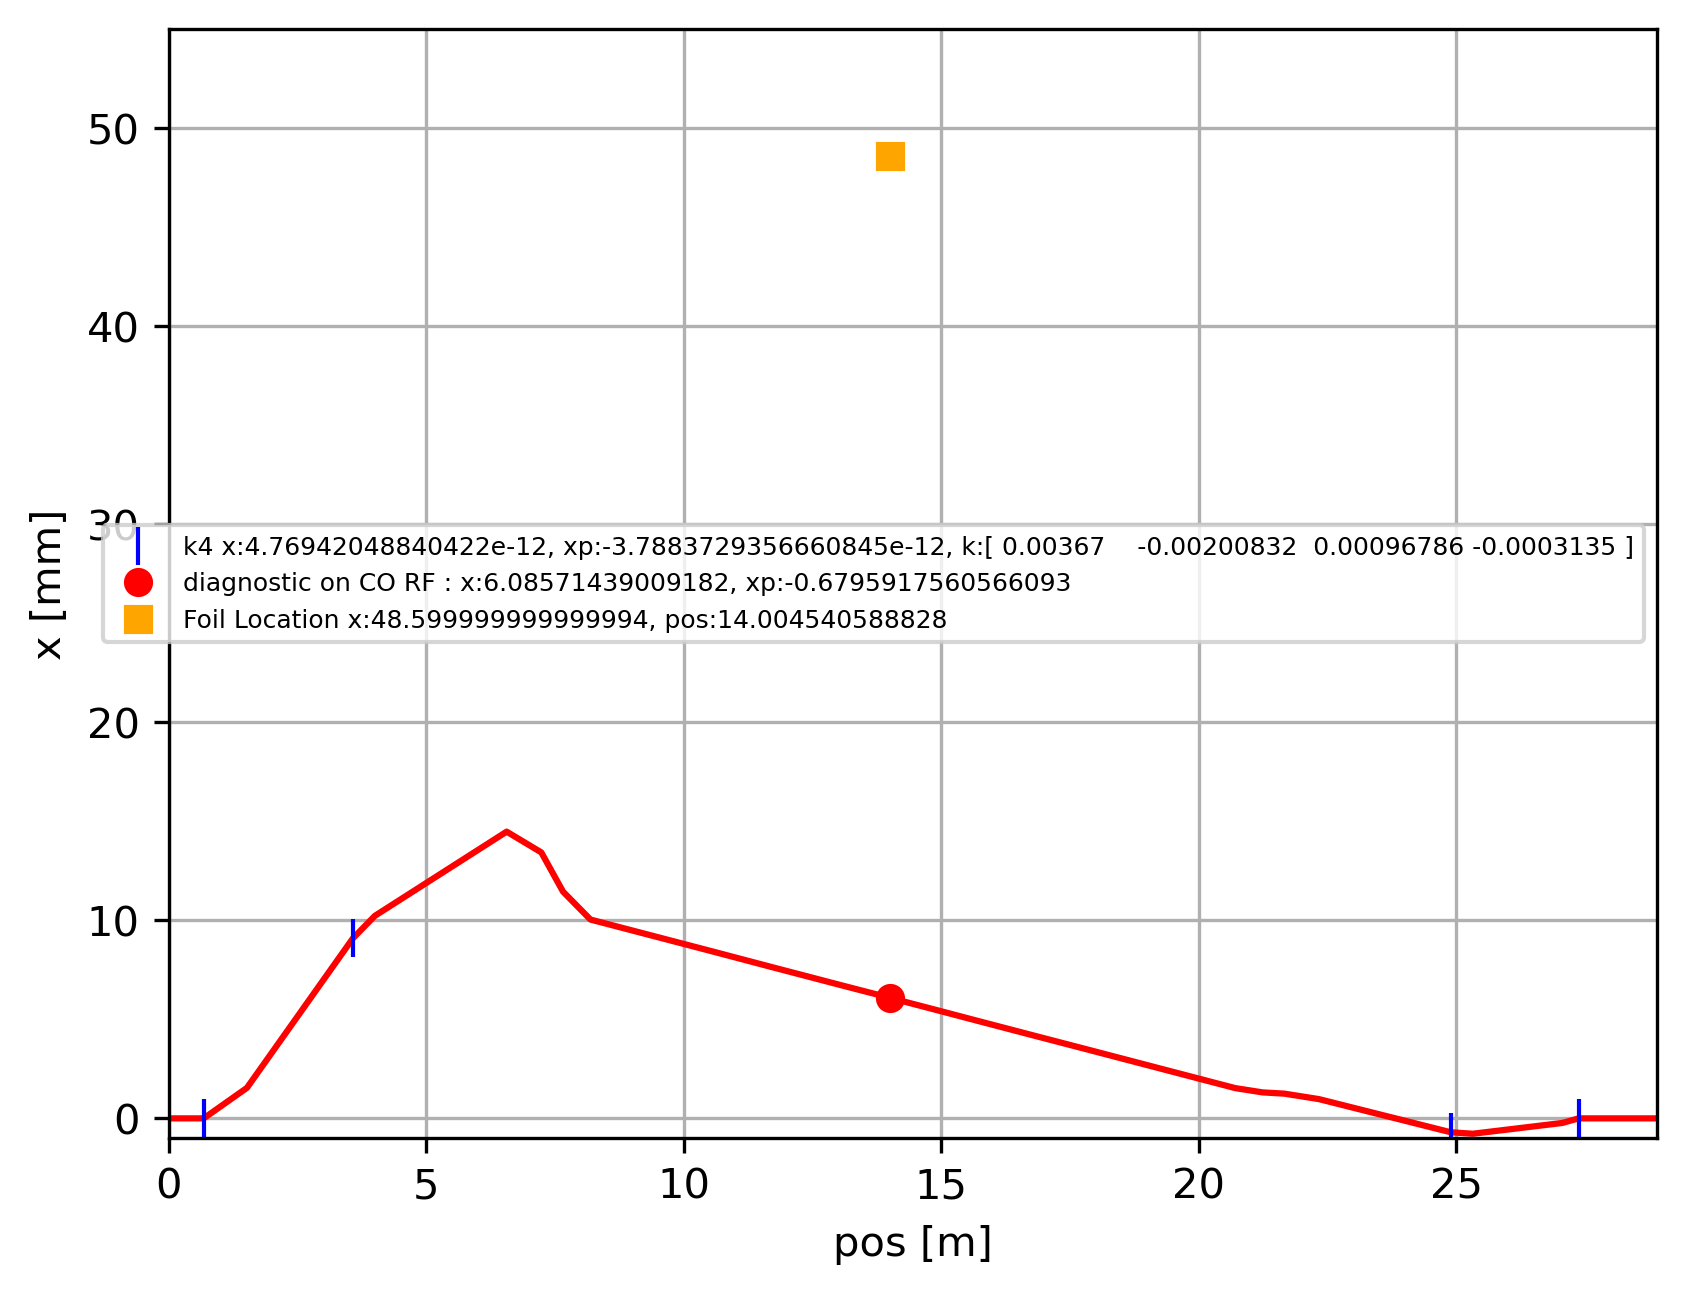 50
40
30
20
10
0
x [mm]
k4 x:4.76942048840422e-12, xp:-3.7883729356660845e-12, k:[ 0.00367 -0.00200832 0.00096786 -0.0003135 ]
diagnostic on CO RF : x:6.08571439009182, xp:-0.6795917560566093
Foil Location x:48.599999999999994, pos:14.004540588828
0 5 10 15 20 25
pos [m]